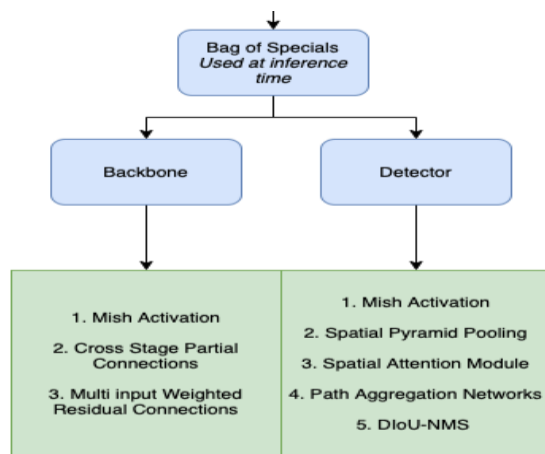 Bag of Specials
Used at inference
time
Backbone
Detector
1. Mish Activation
2. Cross Stage Partial
Connections
3. Multi input Weighted
Residual Connections
1. Mish Activation
2. Spatial Pyramid Pooling
3. Spatial Attention Module
4. Path Aggregation Networks
5. DIoU-NMS